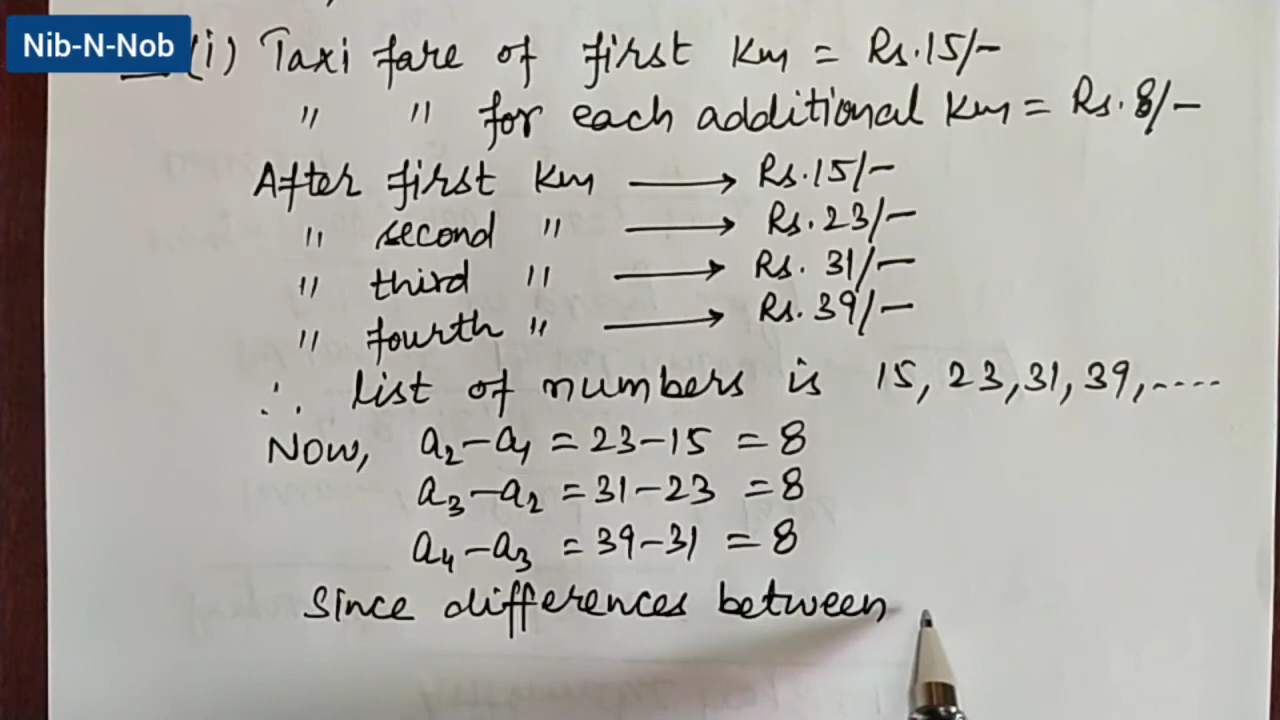 Nib-N-Nob
(i) Taxi fare of first Km = Rs.15/-
" " for each additional Km = Rs. 8/-
After first Km → Rs.15/-
" second " → Rs.23/-
" third " → Rs. 31/-
" fourth " → Rs.39/-
∴ list of numbers is 15, 23, 31, 39, ....
Now, a₂-a₁ = 23-15 = 8
a₃-a₂ = 31-23 = 8
a₄-a₃ = 39-31 = 8
Since differences between